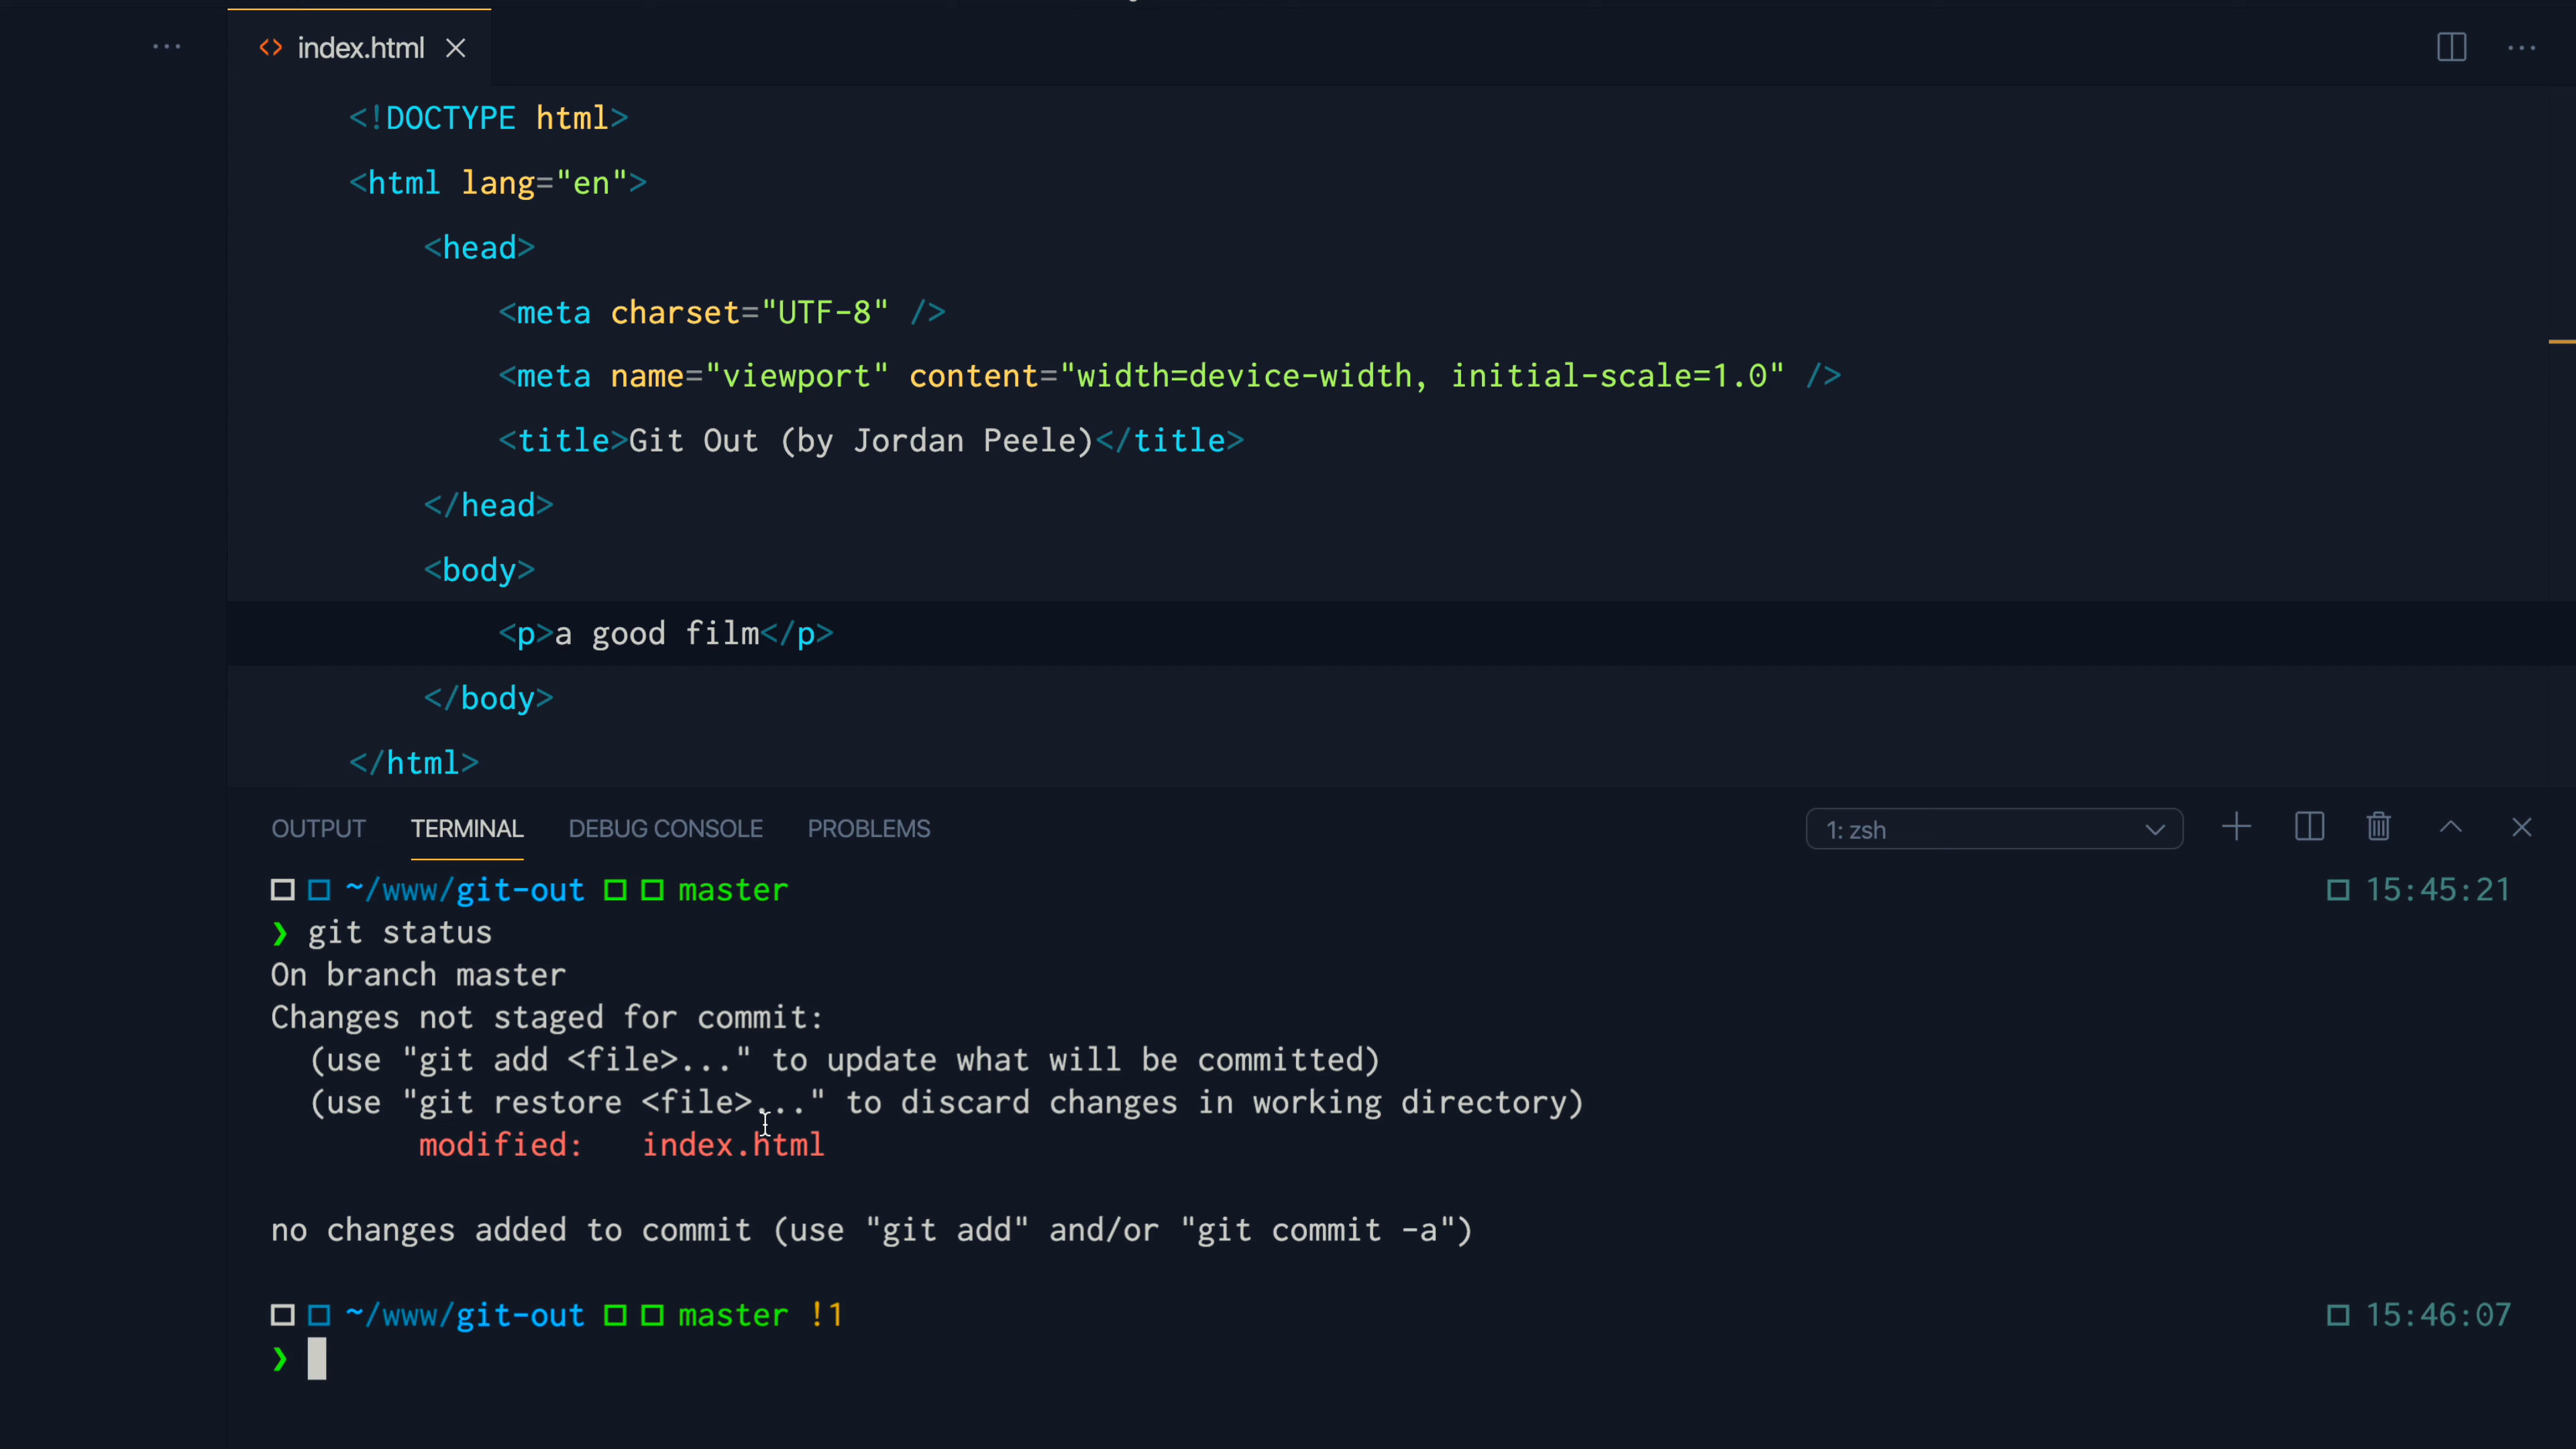 index.html
<!DOCTYPE html>
<html lang="en">
<head>
<meta charset="UTF-8" />
<meta name="viewport" content="width=device-width, initial-scale=1.0" />
<title>Git Out (by Jordan Peele)</title>
</head>
<body>
<p>a good film</p>
</body>
</html>
OUTPUT TERMINAL DEBUG CONSOLE PROBLEMS 1: zsh
~/www/git-out master 15:45:21
❯ git status
On branch master
Changes not staged for commit:
(use "git add <file>..." to update what will be committed)
(use "git restore <file>..." to discard changes in working directory)
modified: index.html
no changes added to commit (use "git add" and/or "git commit -a")
~/www/git-out master !1 15:46:07
❯